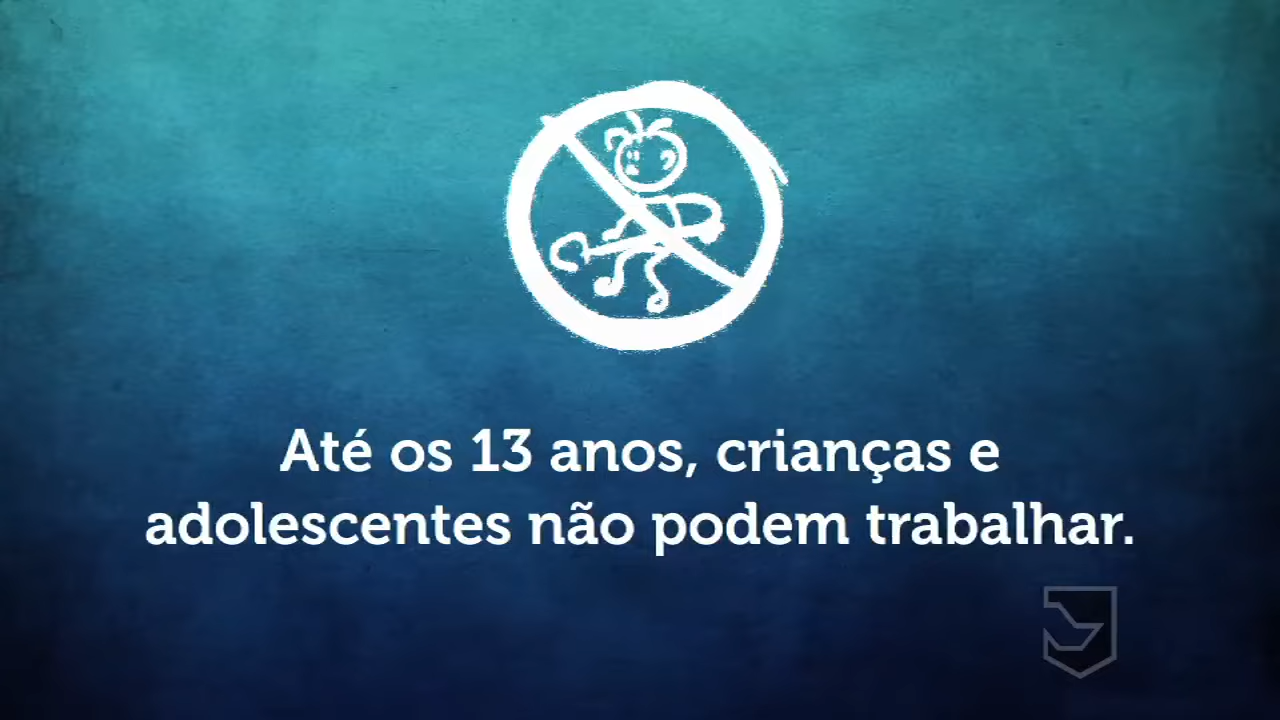 Até os 13 anos, crianças e
adolescentes não podem trabalhar.